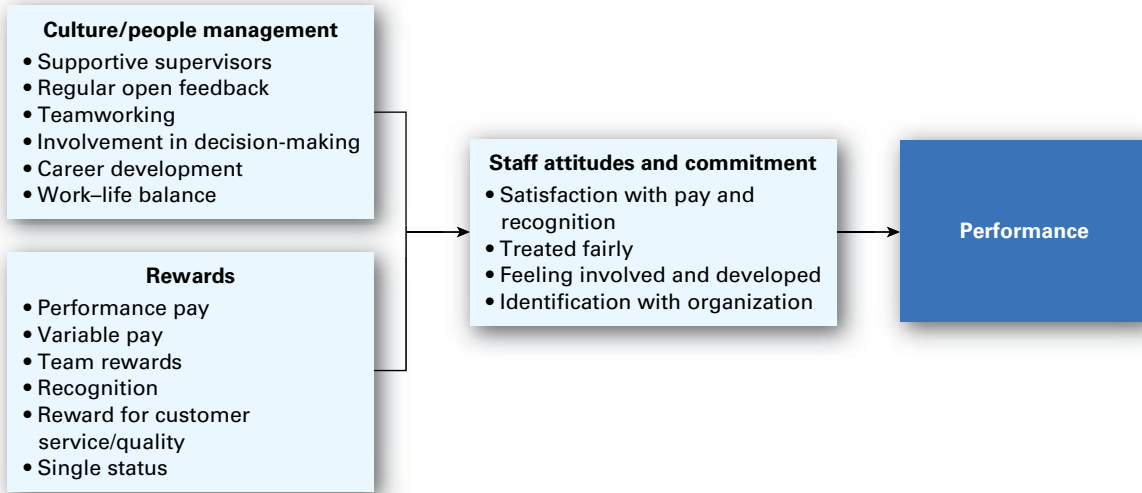 Culture/people management
• Supportive supervisors
• Regular open feedback
• Teamworking
• Involvement in decision-making
• Career development
• Work–life balance
Rewards
• Performance pay
• Variable pay
• Team rewards
• Recognition
• Reward for customer
service/quality
• Single status
Staff attitudes and commitment
• Satisfaction with pay and
recognition
• Treated fairly
• Feeling involved and developed
• Identification with organization
Performance